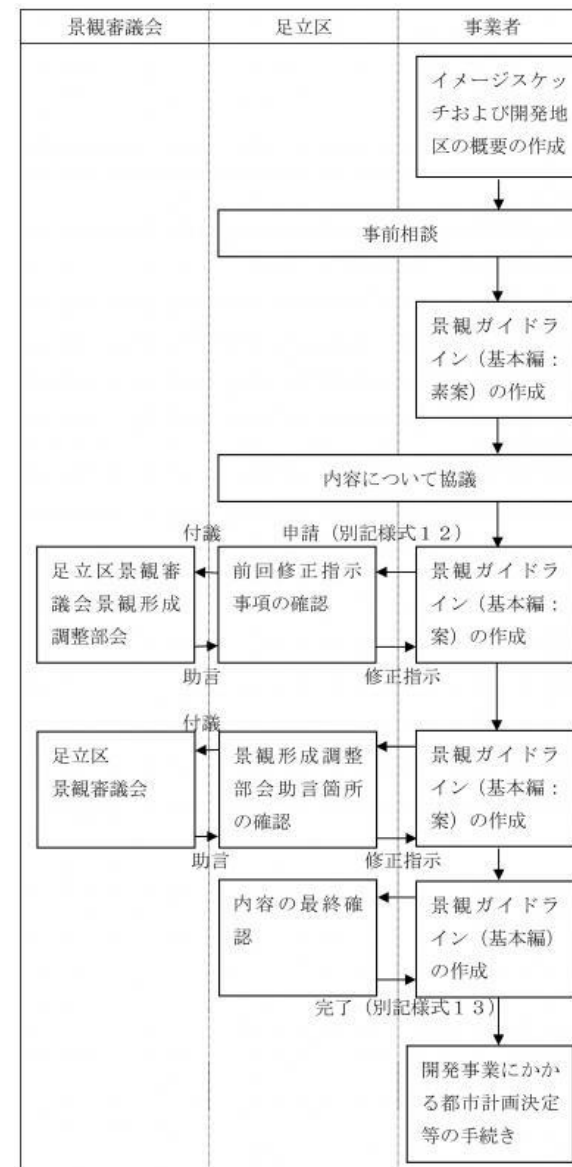 景観審議会
足立区
事業者
イメージスケッ
チおよび開発地
区の概要の作成
事前相談
景観ガイドラ
イン（基本編：
素案）の作成
内容について協議
付議
申請（別記様式１２）
足立区景観審
議会景観形成
調整部会
前回修正指示
事項の確認
景観ガイドラ
イン（基本編：
案）の作成
助言
修正指示
付議
足立区
景観審議会
景観形成調整
部会助言箇所
の確認
景観ガイドラ
イン（基本編：
案）の作成
助言
修正指示
内容の最終確
認
景観ガイドラ
イン（基本編）
の作成
完了（別記様式１３）
開発事業にかか
る都市計画決定
等の手続き